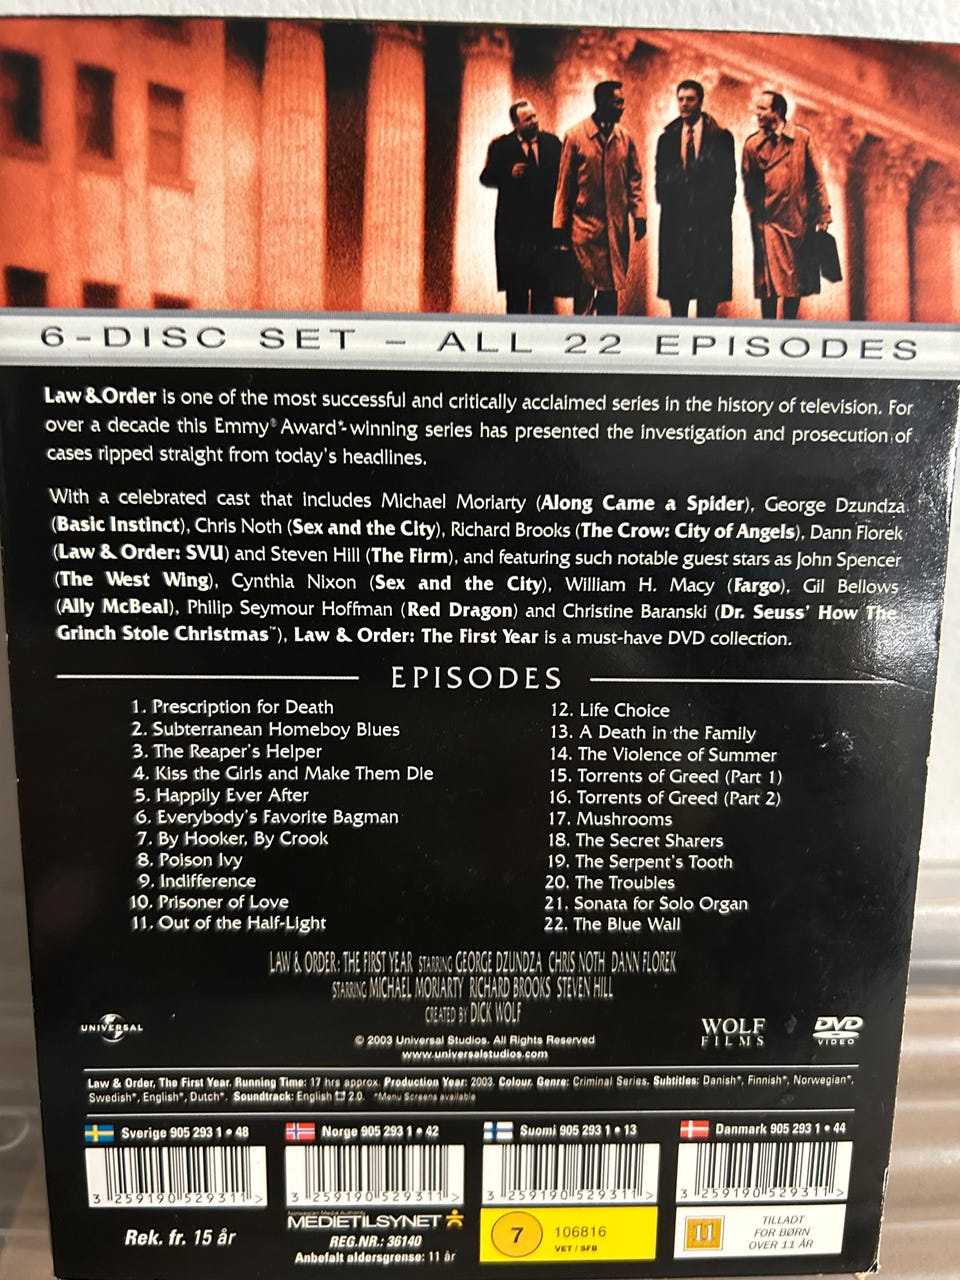 6-DISC SET – ALL 22 EPISODES
Law & Order is one of the most successful and critically acclaimed series in the history of television. For
over a decade this Emmy® Award®-winning series has presented the investigation and prosecution of
cases ripped straight from today's headlines.
With a celebrated cast that includes Michael Moriarty (Along Came a Spider), George Dzundza
(Basic Instinct), Chris Noth (Sex and the City), Richard Brooks (The Crow: City of Angels), Dann Florek
(Law & Order: SVU) and Steven Hill (The Firm), and featuring such notable guest stars as John Spencer
(The West Wing), Cynthia Nixon (Sex and the City), William H. Macy (Fargo), Gil Bellows
(Ally McBeal), Philip Seymour Hoffman (Red Dragon) and Christine Baranski (Dr. Seuss' How The
Grinch Stole Christmas™), Law & Order: The First Year is a must-have DVD collection.
EPISODES
1. Prescription for Death
2. Subterranean Homeboy Blues
3. The Reaper's Helper
4. Kiss the Girls and Make Them Die
5. Happily Ever After
6. Everybody's Favorite Bagman
7. By Hooker, By Crook
8. Poison Ivy
9. Indifference
10. Prisoner of Love
11. Out of the Half-Light
12. Life Choice
13. A Death in the Family
14. The Violence of Summer
15. Torrents of Greed (Part 1)
16. Torrents of Greed (Part 2)
17. Mushrooms
18. The Secret Sharers
19. The Serpent's Tooth
20. The Troubles
21. Sonata for Solo Organ
22. The Blue Wall
LAW & ORDER: THE FIRST YEAR STARRING GEORGE DZUNDZA CHRIS NOTH DANN FLOREK
STARRING MICHAEL MORIARTY RICHARD BROOKS STEVEN HILL
CREATED BY DICK WOLF
UNIVERSAL
© 2003 Universal Studios. All Rights Reserved
www.universalstudios.com
WOLF
FILMS
DVD
VIDEO
Law & Order, The First Year. Running Time: 17 hrs approx. Production Year: 2003. Colour. Genre: Criminal Series. Subtitles: Danish*, Finnish*, Norwegian*,
Swedish*, English*, Dutch*. Soundtrack: English 2.0. *Menu Screens available
Sverige 905 293 1 • 48
3 259190 529311 >
Rek. fr. 15 år
Norge 905 293 1 • 42
3 259190 529311 >
Norwegian Media Authority
MEDIETILSYNET
REG.NR.: 36140
Anbefalt aldersgrense: 11 år
Suomi 905 293 1 • 13
3 259190 529311 >
7
106816
VET / SFB
Danmark 905 293 1 • 44
3 259190 529311 >
11
TILLADT
FOR BØRN
OVER 11 ÅR